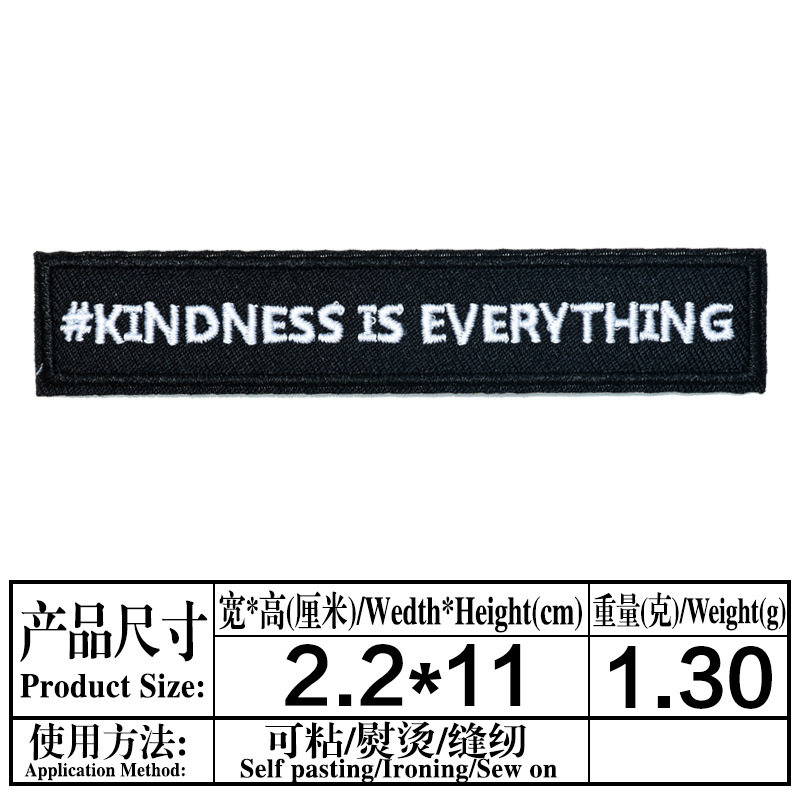 #KINDNESS IS EVERYTHING
产品尺寸
Product Size:
宽*高(厘米)/Wedth*Height(cm)
重量(克)/Weight(g)
2.2*11
1.30
使用方法:
Application Method:
可粘/熨烫/缝纫
Self pasting/Ironing/Sew on